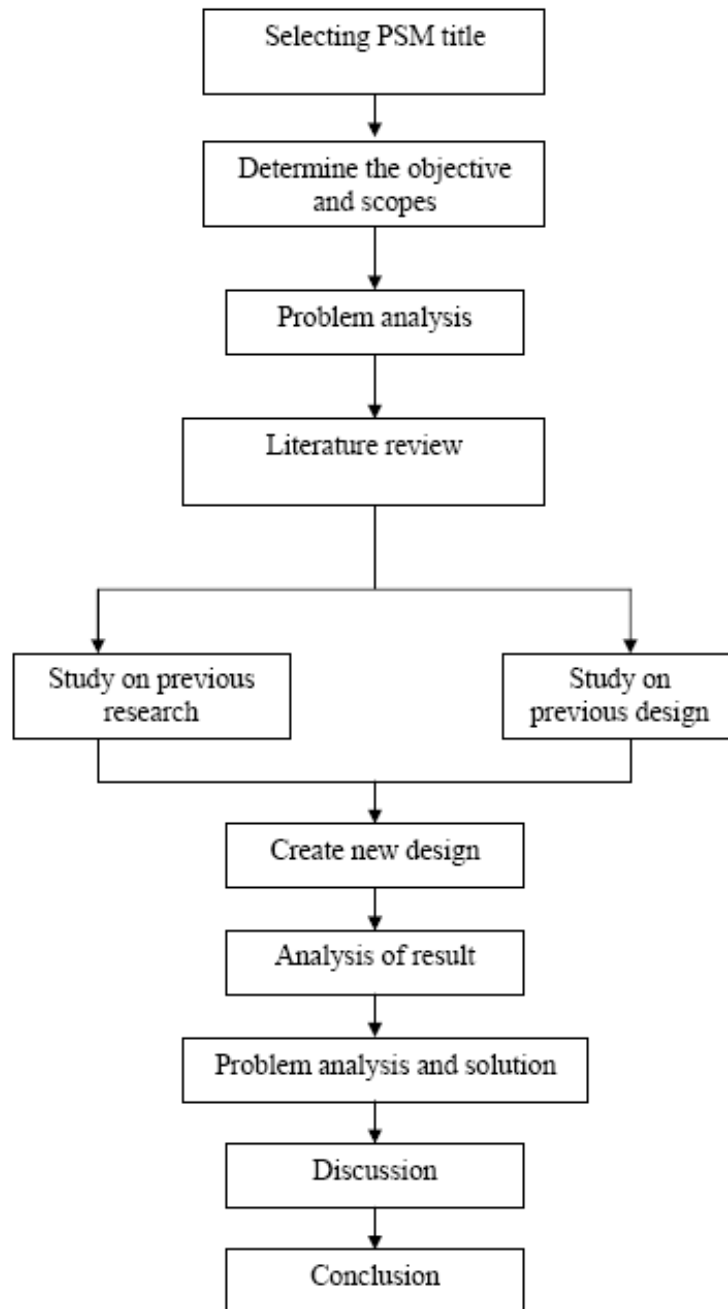 Selecting PSM title
Determine the objective
and scopes
Problem analysis
Literature review
Study on previous
research
Study on
previous design
Create new design
Analysis of result
Problem analysis and solution
Discussion
Conclusion